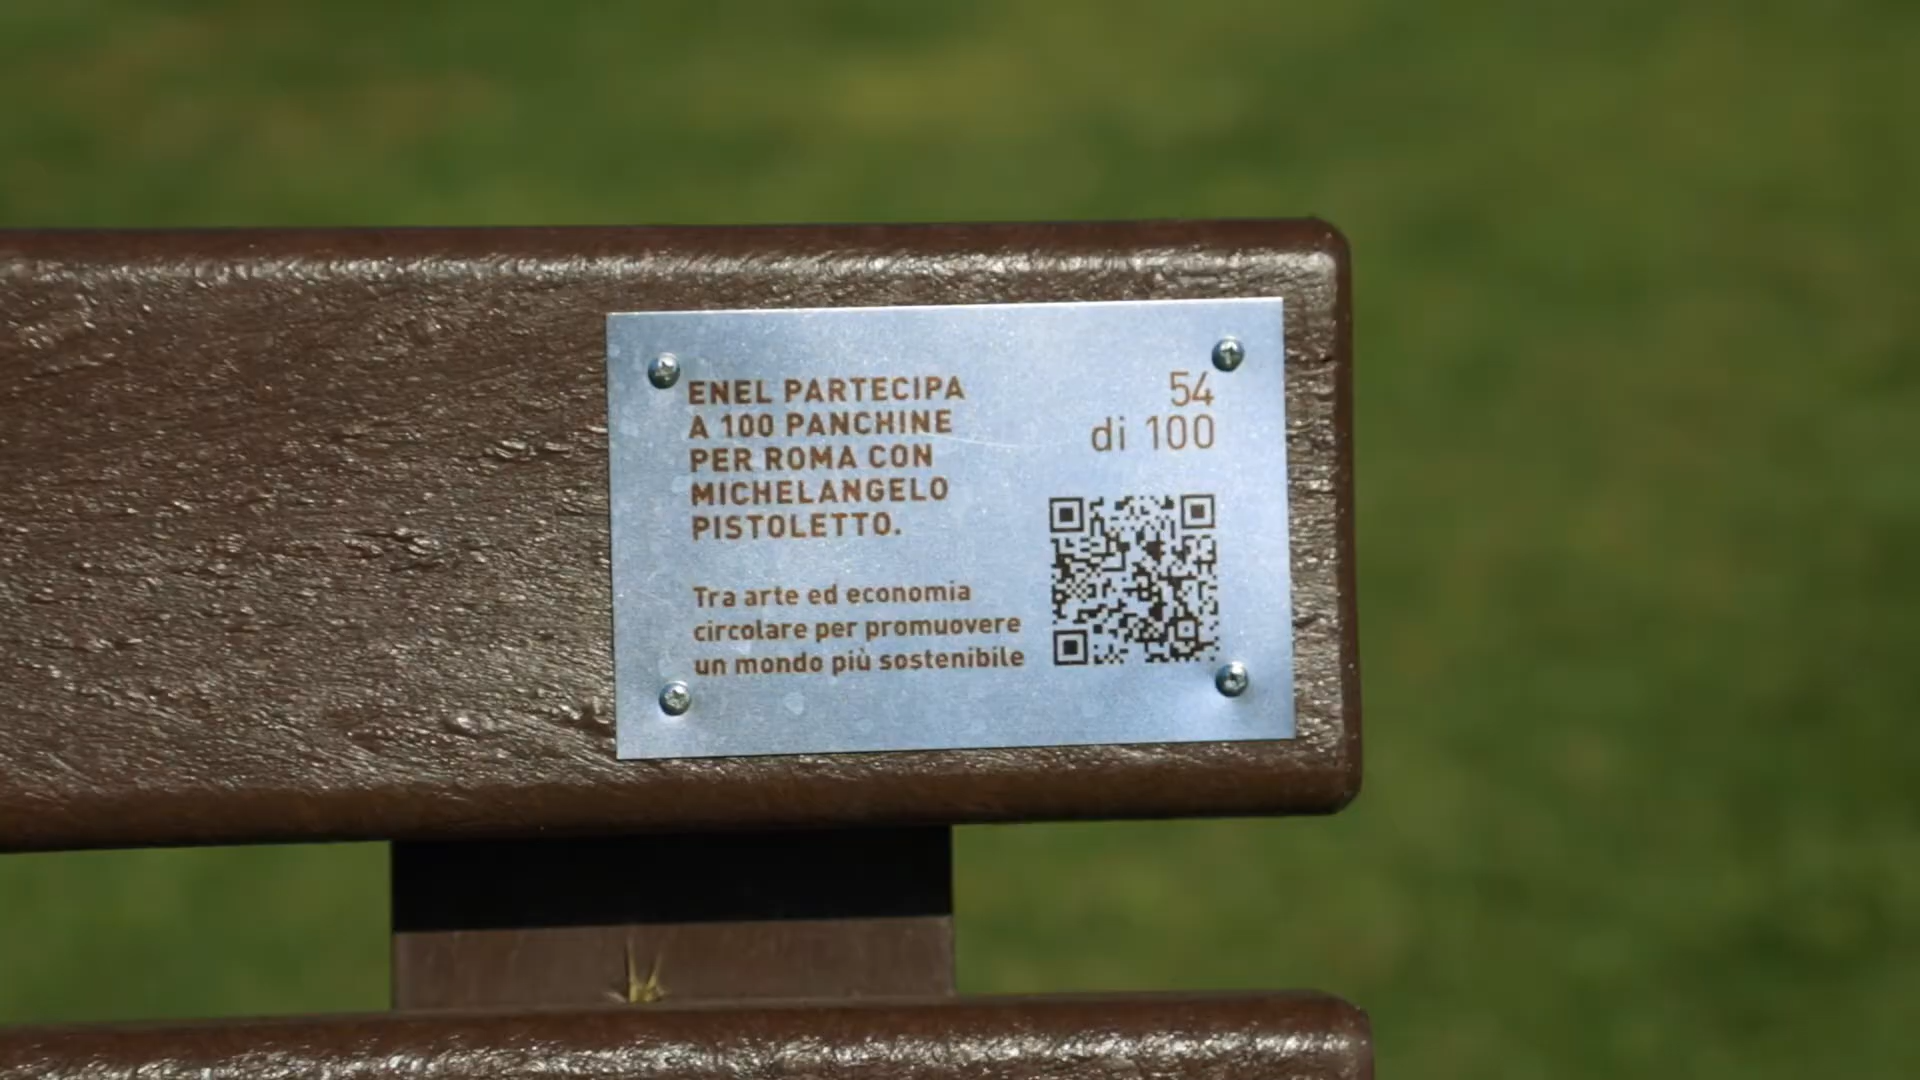 ENEL PARTECIPA
A 100 PANCHINE
PER ROMA CON
MICHELANGELO
PISTOLETTO.
Tra arte ed economia
circolare per promuovere
un mondo più sostenibile
54
di 100